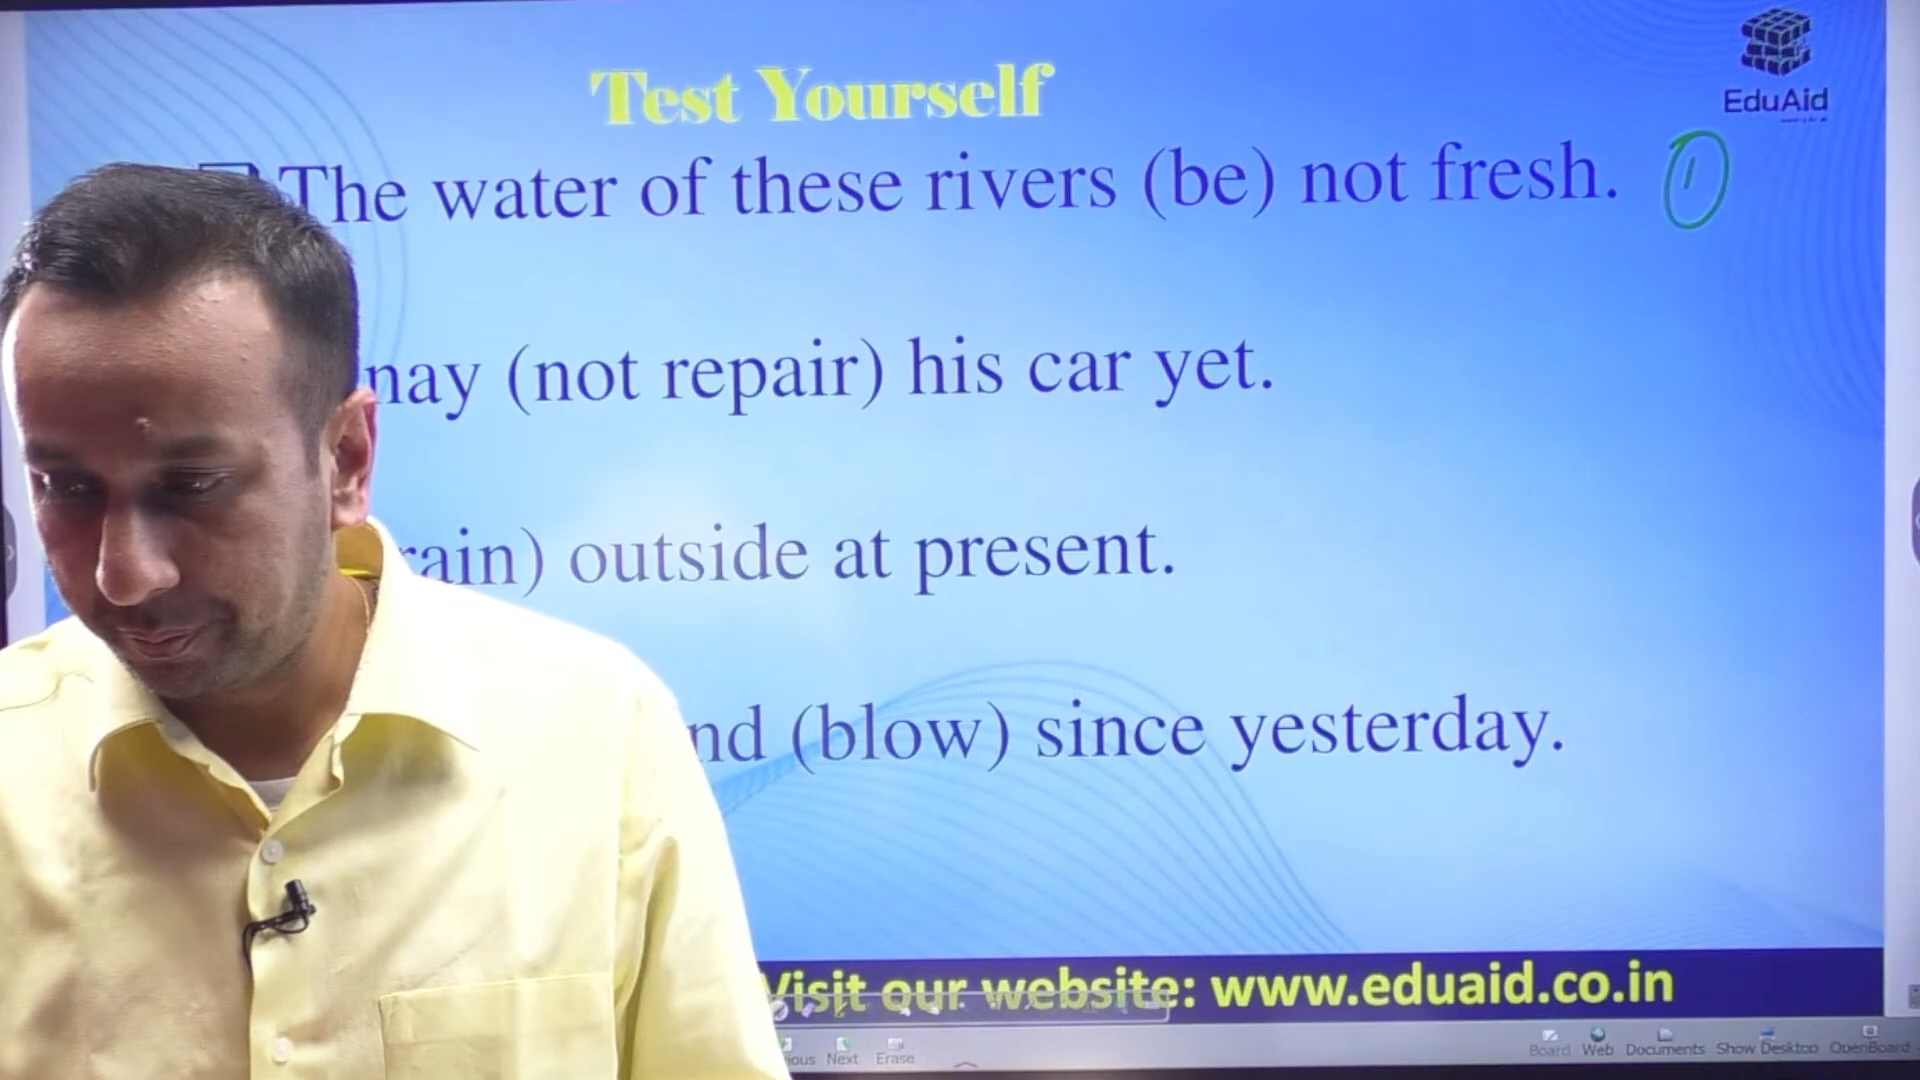 Test Yourself
EduAid
The water of these rivers (be) not fresh. 1
nay (not repair) his car yet.
rain) outside at present.
nd (blow) since yesterday.
Visit our website: www.eduaid.co.in
ious Next Erase
Board Web Documents Show Desktop OpenBoard